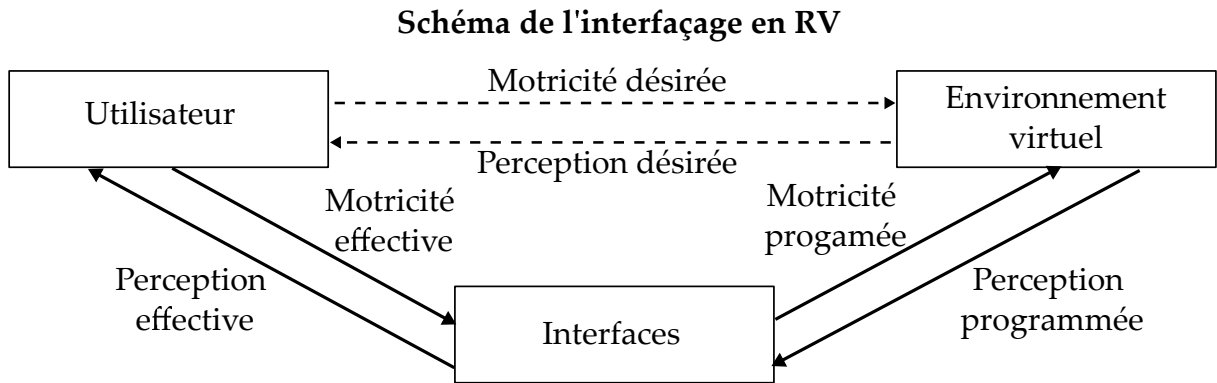 Schéma de l'interfaçage en RV
Utilisateur
Motricité désirée
Perception désirée
Environnement
virtuel
Motricité
effective
Perception
effective
Motricité
progamée
Perception
programmée
Interfaces